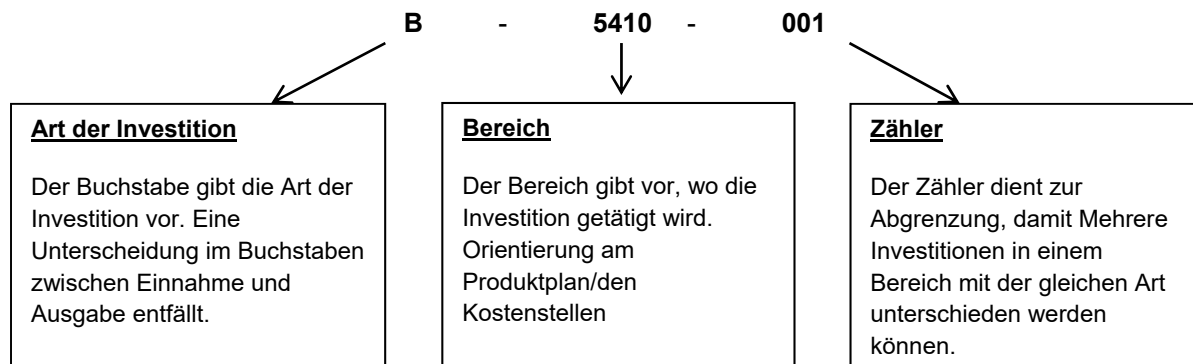 B - 5410 - 001
Art der Investition
Der Buchstabe gibt die Art der
Investition vor. Eine
Unterscheidung im Buchstaben
zwischen Einnahme und
Ausgabe entfällt.
Bereich
Der Bereich gibt vor, wo die
Investition getätigt wird.
Orientierung am
Produktplan/den
Kostenstellen
Zähler
Der Zähler dient zur
Abgrenzung, damit Mehrere
Investitionen in einem
Bereich mit der gleichen Art
unterschieden werden
können.